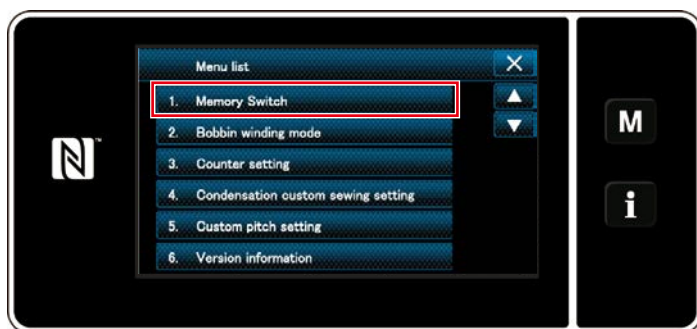 Menu list
1. Memory Switch
2. Bobbin winding mode
3. Counter setting
4. Condensation custom sewing setting
5. Custom pitch setting
6. Version information
N
M
i